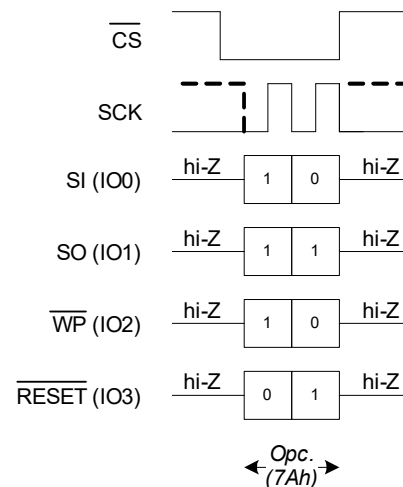 CS
SCK
SI (IO0) hi-Z 1 0 hi-Z
SO (IO1) hi-Z 1 1 hi-Z
WP (IO2) hi-Z 1 0 hi-Z
RESET (IO3) hi-Z 0 1 hi-Z
Opc.
(7Ah)